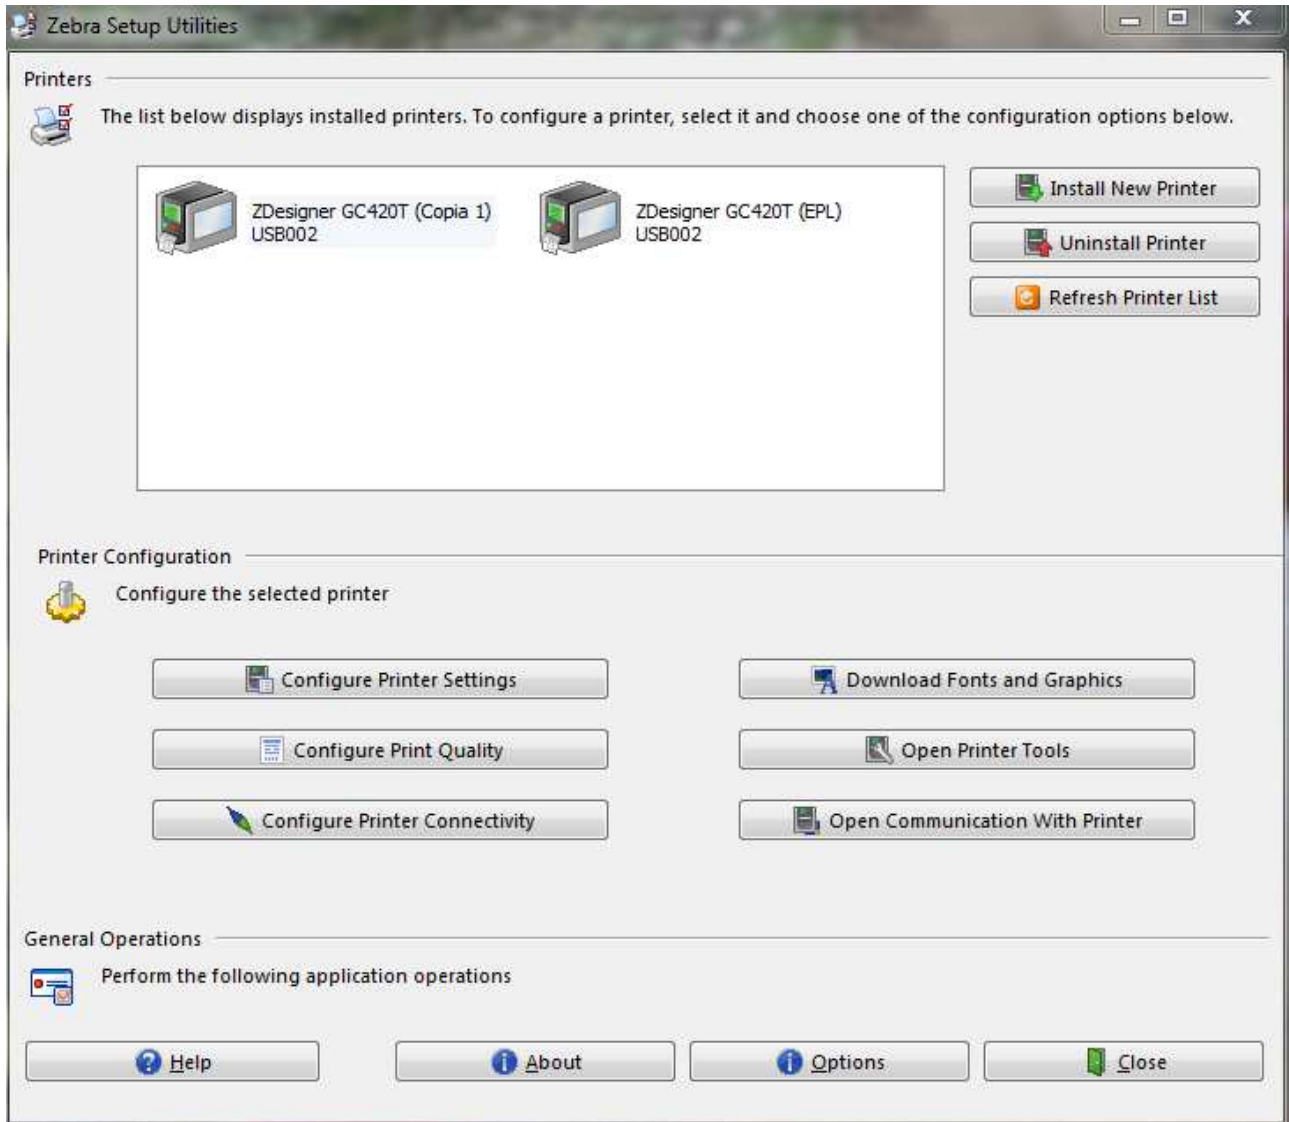 Zebra Setup Utilities
Printers
The list below displays installed printers. To configure a printer, select it and choose one of the configuration options below.
ZDesigner GC420T (Copia 1)
USB002
ZDesigner GC420T (EPL)
USB002
Install New Printer
Uninstall Printer
Refresh Printer List
Printer Configuration
Configure the selected printer
Configure Printer Settings
Download Fonts and Graphics
Configure Print Quality
Open Printer Tools
Configure Printer Connectivity
Open Communication With Printer
General Operations
Perform the following application operations
Help
About
Options
Close